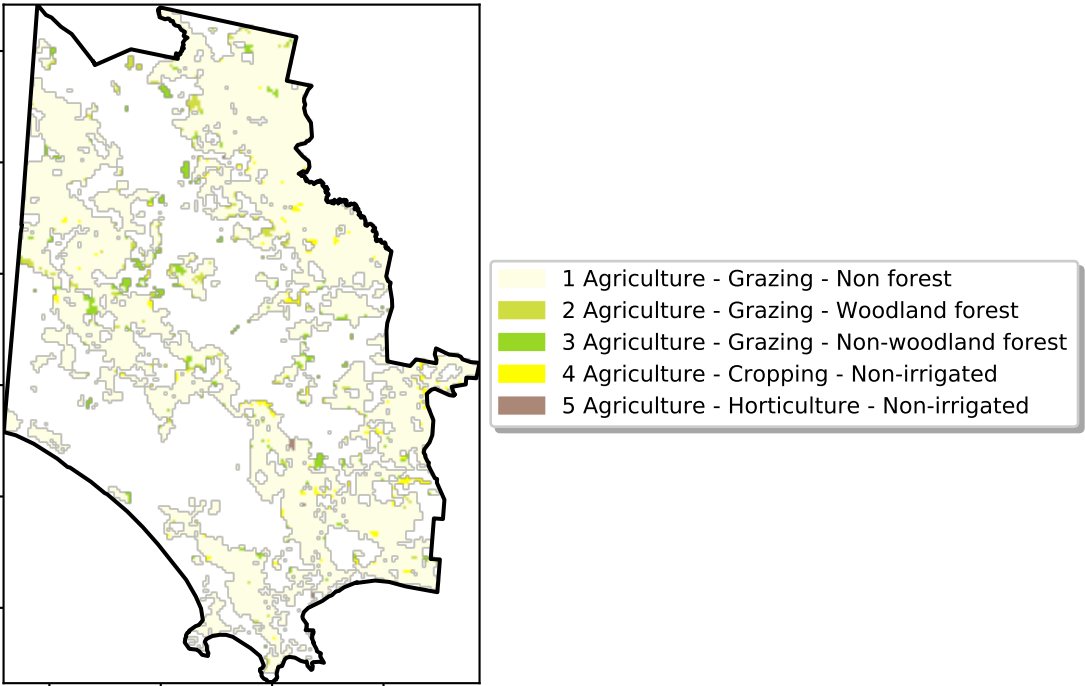 1 Agriculture - Grazing - Non forest
2 Agriculture - Grazing - Woodland forest
3 Agriculture - Grazing - Non-woodland forest
4 Agriculture - Cropping - Non-irrigated
5 Agriculture - Horticulture - Non-irrigated